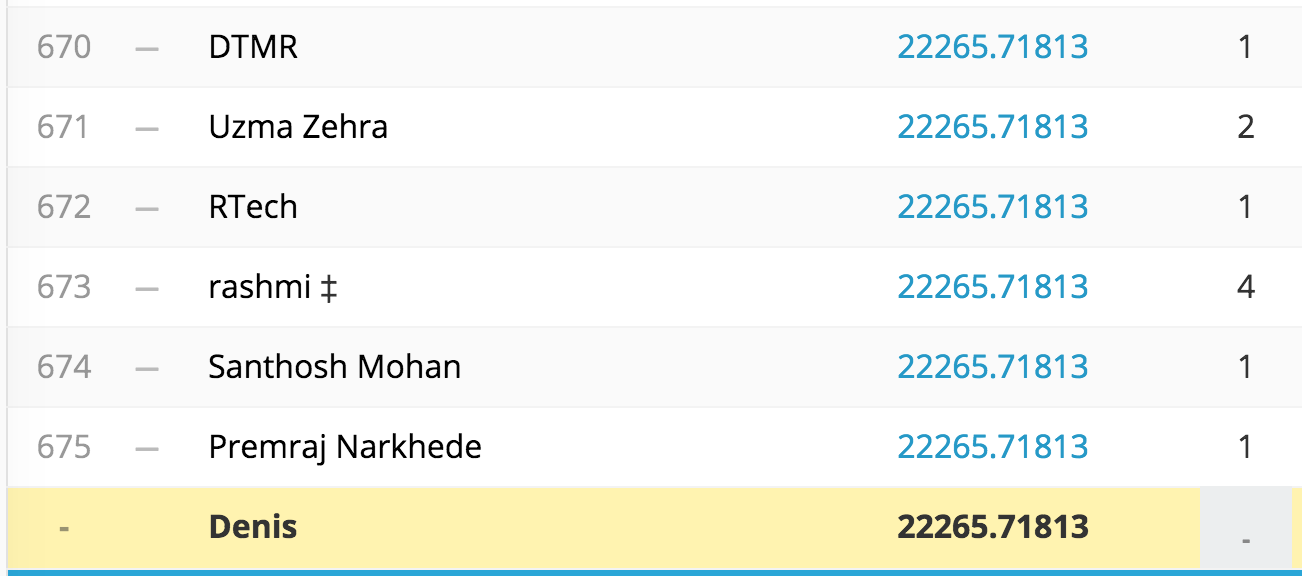 670 — DTMR 22265.71813 1
671 — Uzma Zehra 22265.71813 2
672 — RTech 22265.71813 1
673 — rashmi ‡ 22265.71813 4
674 — Santhosh Mohan 22265.71813 1
675 — Premraj Narkhede 22265.71813 1
- Denis 22265.71813 -